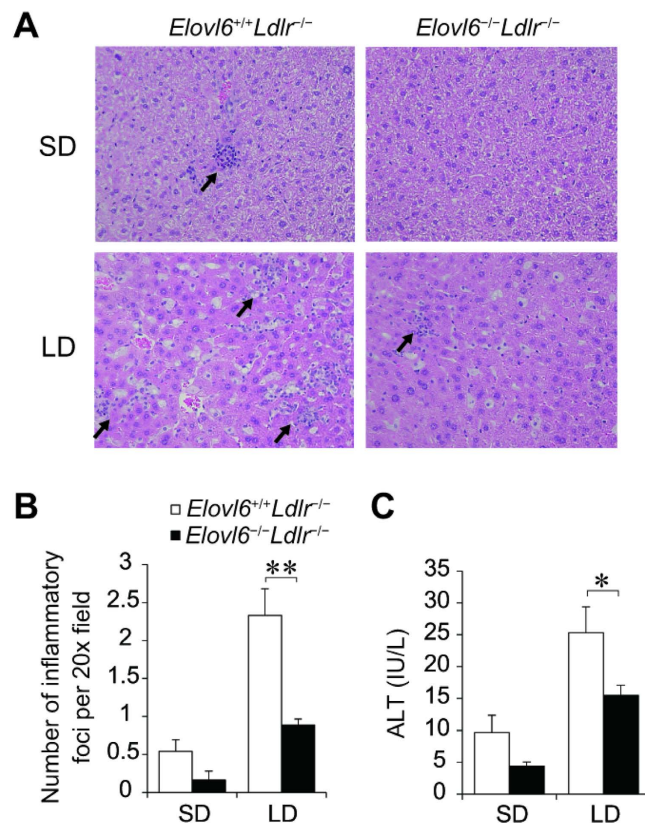 A
Elovl6+/+Ldlr−/−
Elovl6−/−Ldlr−/−
SD
LD
B
Elovl6+/+Ldlr−/−
Elovl6−/−Ldlr−/−
Number of inflammatory
foci per 20x field
3
2.5
2
1.5
1
0.5
0
**
SD
LD
C
ALT (IU/L)
35
30
25
20
15
10
5
0
*
SD
LD